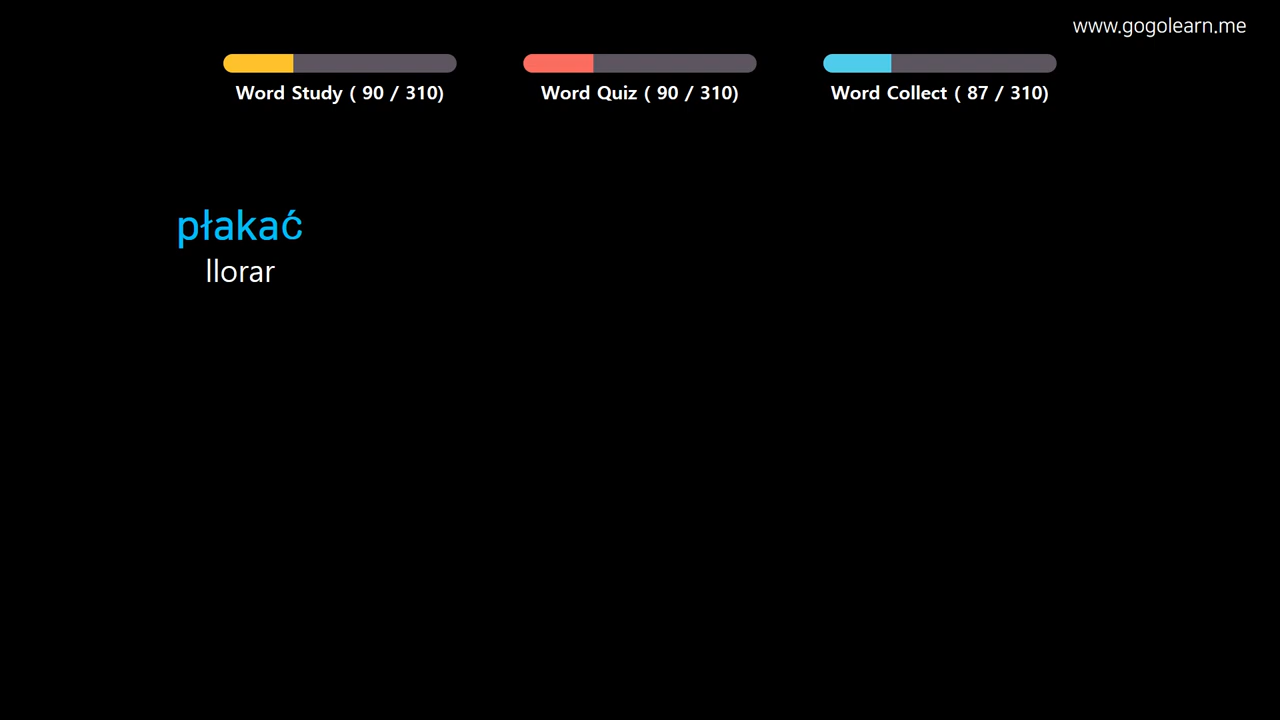 www.gogolearn.me
Word Study ( 90 / 310)
Word Quiz ( 90 / 310)
Word Collect ( 87 / 310)
płakać
llorar